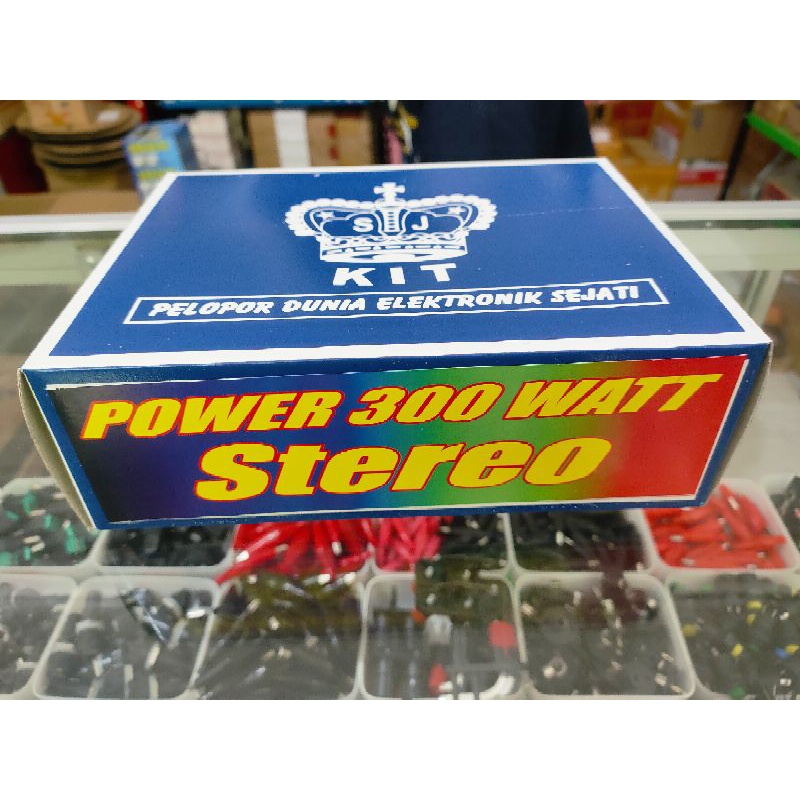 S J
KIT
PELOPOR DUNIA ELEKTRONIK SEJATI
POWER 300 WATT
Stereo